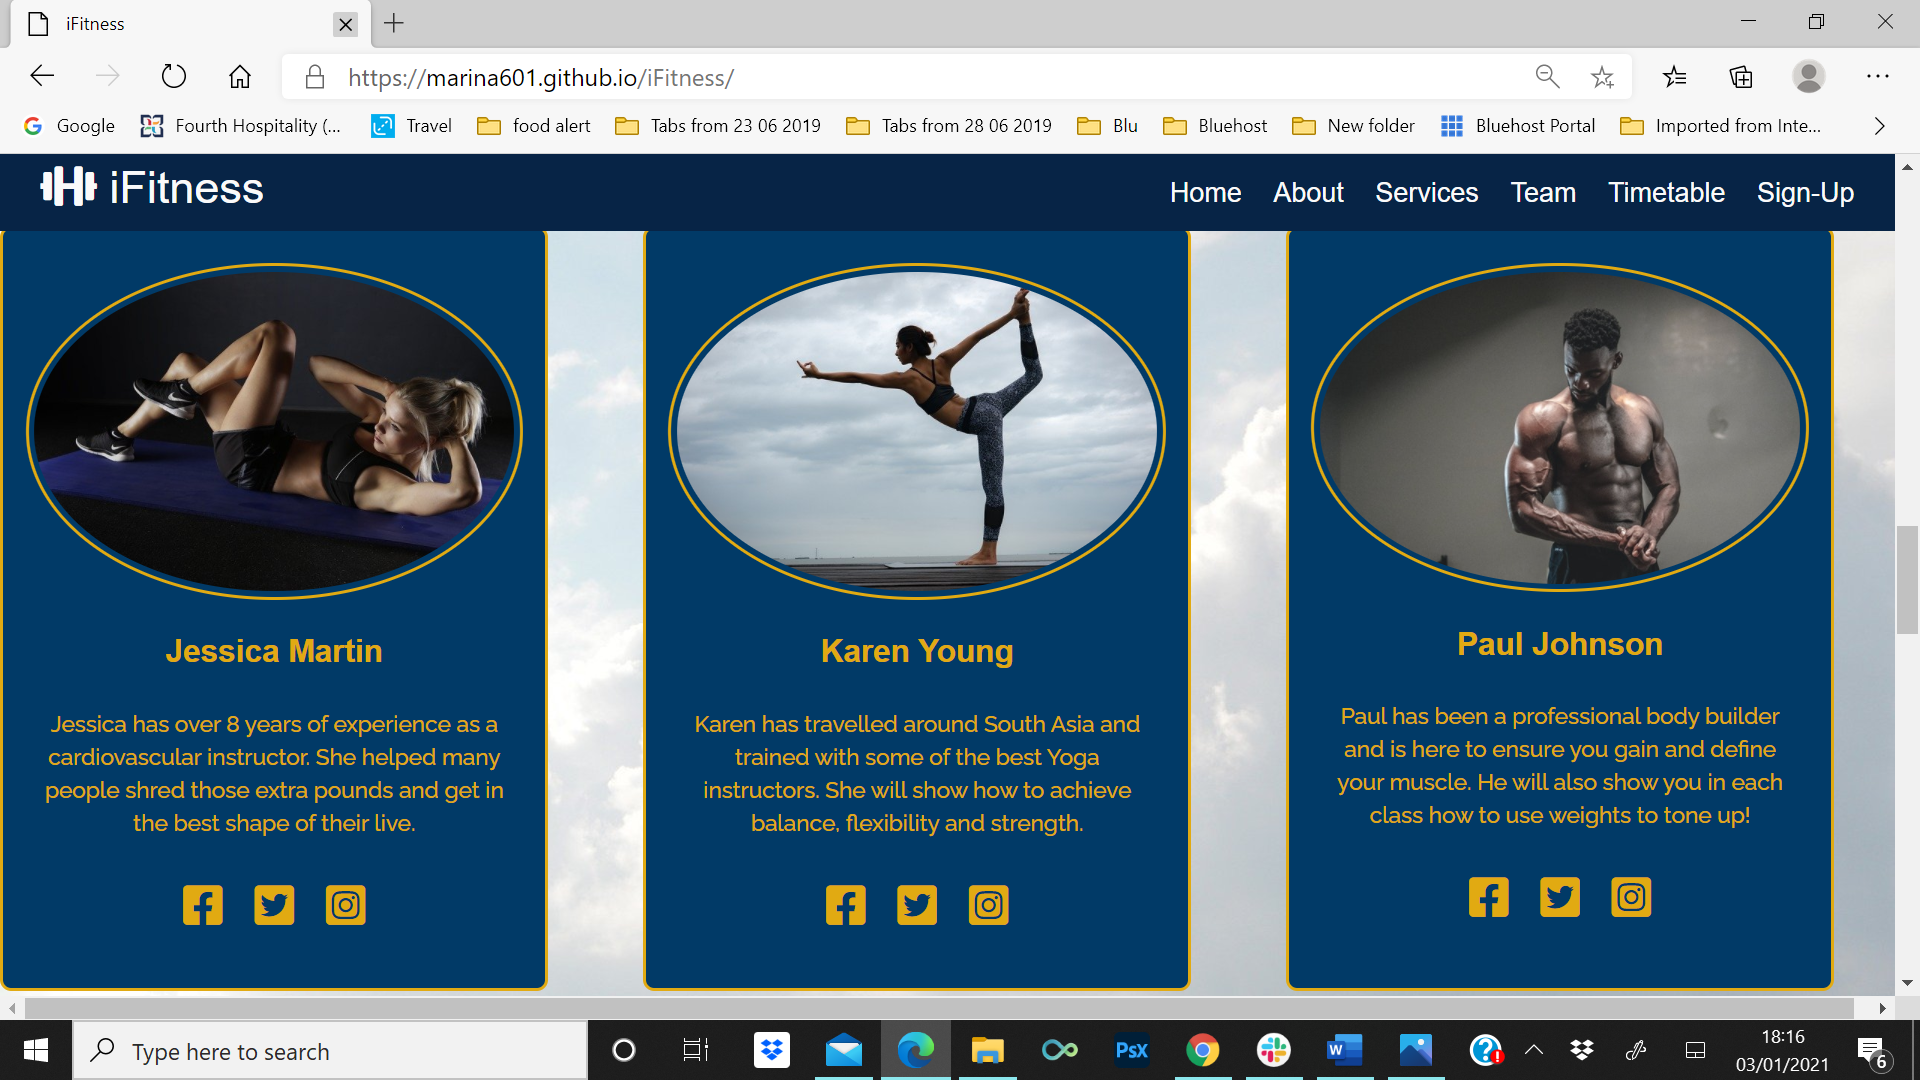 iFitness
https://marina601.github.io/iFitness/
Google Fourth Hospitality (... Travel food alert Tabs from 23 06 2019 Tabs from 28 06 2019 Blu Bluehost New folder Bluehost Portal Imported from Inte...
iFitness Home About Services Team Timetable Sign-Up
Jessica Martin
Jessica has over 8 years of experience as a
cardiovascular instructor. She helped many
people shred those extra pounds and get in
the best shape of their live.
Karen Young
Karen has travelled around South Asia and
trained with some of the best Yoga
instructors. She will show how to achieve
balance, flexibility and strength.
Paul Johnson
Paul has been a professional body builder
and is here to ensure you gain and define
your muscle. He will also show you in each
class how to use weights to tone up!
Type here to search
PsX
W
18:16
03/01/2021
6